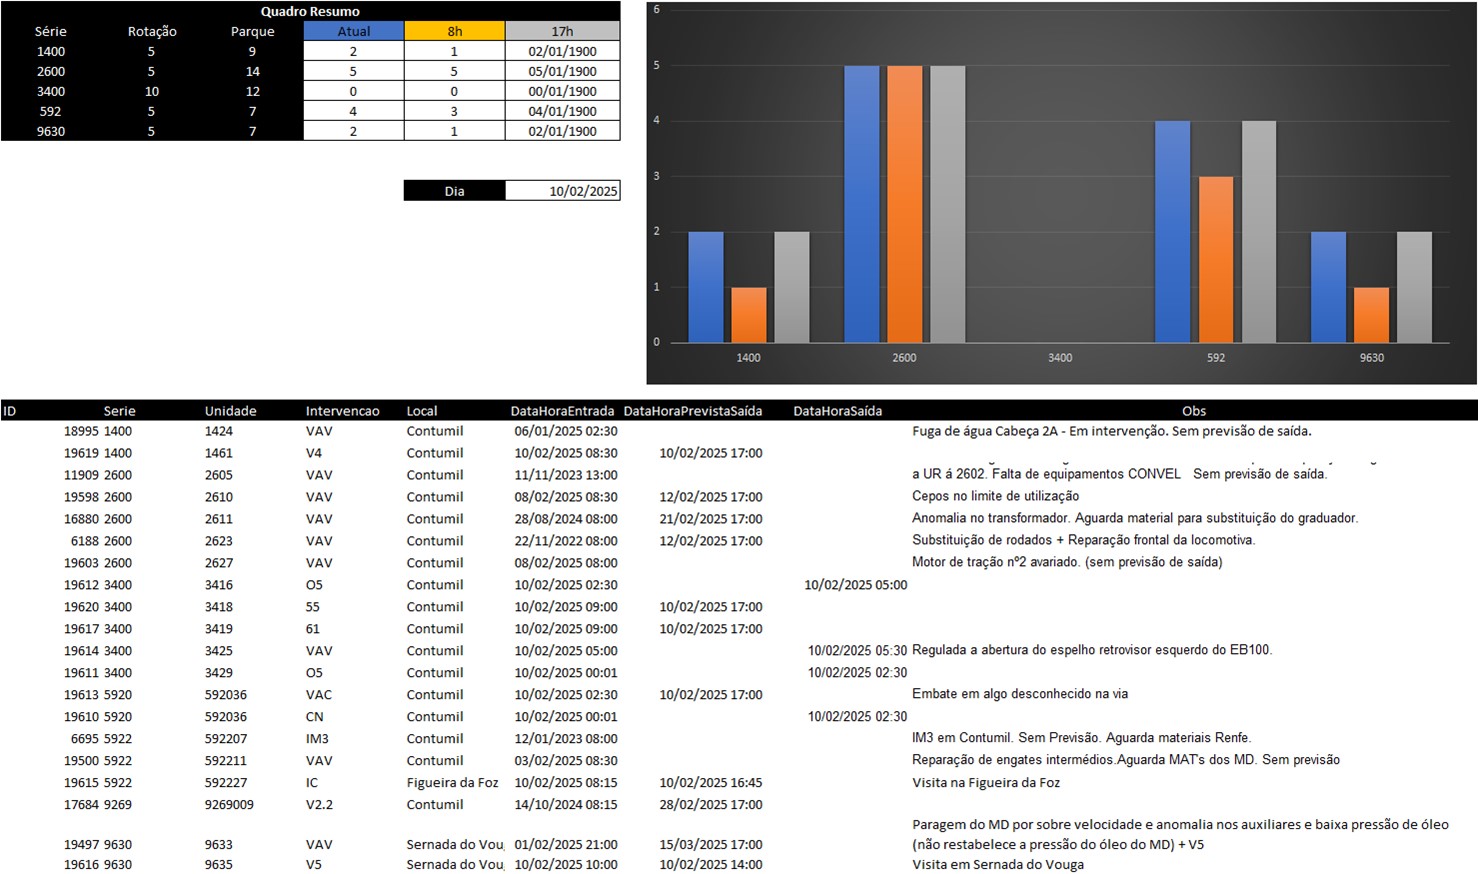 Quadro Resumo
Série Rotação Parque Atual 8h 17h
1400 5 9 2 1 02/01/1900
2600 5 14 5 5 05/01/1900
3400 10 12 0 0 00/01/1900
592 5 7 4 3 04/01/1900
9630 5 7 2 1 02/01/1900
Dia 10/02/2025
6
5
4
3
2
1
0
1400 2600 3400 592 9630
ID Serie Unidade Intervencao Local DataHoraEntrada DataHoraPrevistaSaída DataHoraSaída Obs
18995 1400 1424 VAV Contumil 06/01/2025 02:30 Fuga de água Cabeça 2A - Em intervenção. Sem previsão de saída.
19619 1400 1461 V4 Contumil 10/02/2025 08:30 10/02/2025 17:00
11909 2600 2605 VAV Contumil 11/11/2023 13:00 a UR á 2602. Falta de equipamentos CONVEL Sem previsão de saída.
19598 2600 2610 VAV Contumil 08/02/2025 08:30 12/02/2025 17:00 Cepos no limite de utilização
16880 2600 2611 VAV Contumil 28/08/2024 08:00 21/02/2025 17:00 Anomalia no transformador. Aguarda material para substituição do graduador.
6188 2600 2623 VAV Contumil 22/11/2022 08:00 12/02/2025 17:00 Substituição de rodados + Reparação frontal da locomotiva.
19603 2600 2627 VAV Contumil 08/02/2025 08:00 Motor de tração nº2 avariado. (sem previsão de saída)
19612 3400 3416 O5 Contumil 10/02/2025 02:30 10/02/2025 05:00
19620 3400 3418 55 Contumil 10/02/2025 09:00 10/02/2025 17:00
19617 3400 3419 61 Contumil 10/02/2025 09:00 10/02/2025 17:00
19614 3400 3425 VAV Contumil 10/02/2025 05:00 10/02/2025 05:30 Regulada a abertura do espelho retrovisor esquerdo do EB100.
19611 3400 3429 O5 Contumil 10/02/2025 00:01 10/02/2025 02:30
19613 5920 592036 VAC Contumil 10/02/2025 02:30 10/02/2025 17:00 Embate em algo desconhecido na via
19610 5920 592036 CN Contumil 10/02/2025 00:01 10/02/2025 02:30
6695 5922 592207 IM3 Contumil 12/01/2023 08:00 IM3 em Contumil. Sem Previsão. Aguarda materiais Renfe.
19500 5922 592211 VAV Contumil 03/02/2025 08:30 Reparação de engates intermédios.Aguarda MAT's dos MD. Sem previsão
19615 5922 592227 IC Figueira da Foz 10/02/2025 08:15 10/02/2025 16:45 Visita na Figueira da Foz
17684 9269 9269009 V2.2 Contumil 14/10/2024 08:15 28/02/2025 17:00
Paragem do MD por sobre velocidade e anomalia nos auxiliares e baixa pressão de óleo
19497 9630 9633 VAV Sernada do Vou 01/02/2025 21:00 15/03/2025 17:00 (não restabelece a pressão do óleo do MD) + V5
19616 9630 9635 V5 Sernada do Vou 10/02/2025 10:00 10/02/2025 14:00 Visita em Sernada do Vouga